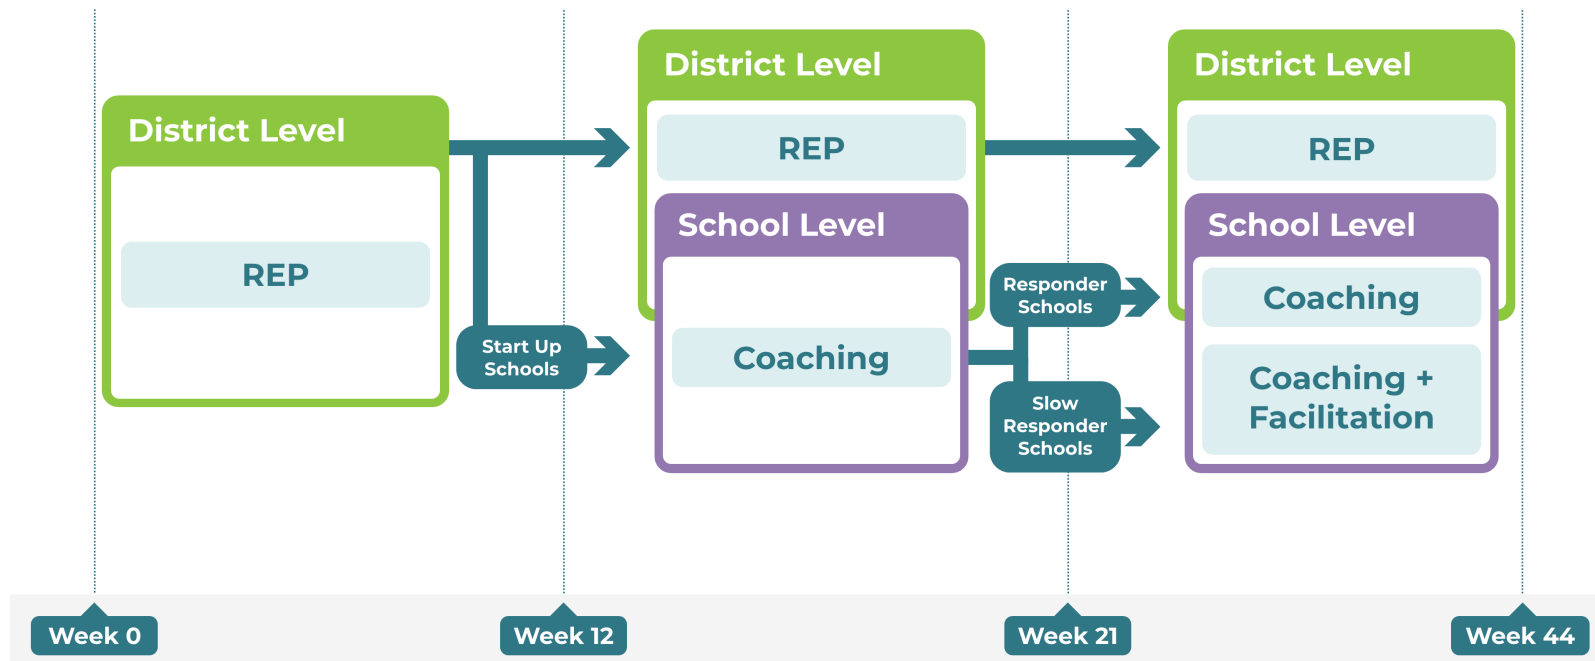 District Level
REP
Start Up
Schools
District Level
REP
School Level
Coaching
Responder
Schools
Slow
Responder
Schools
District Level
REP
School Level
Coaching
Coaching +
Facilitation
Week 0
Week 12
Week 21
Week 44